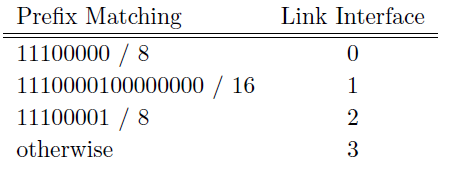 Prefix Matching Link Interface
11100000 / 8 0
1110000100000000 / 16 1
11100001 / 8 2
otherwise 3